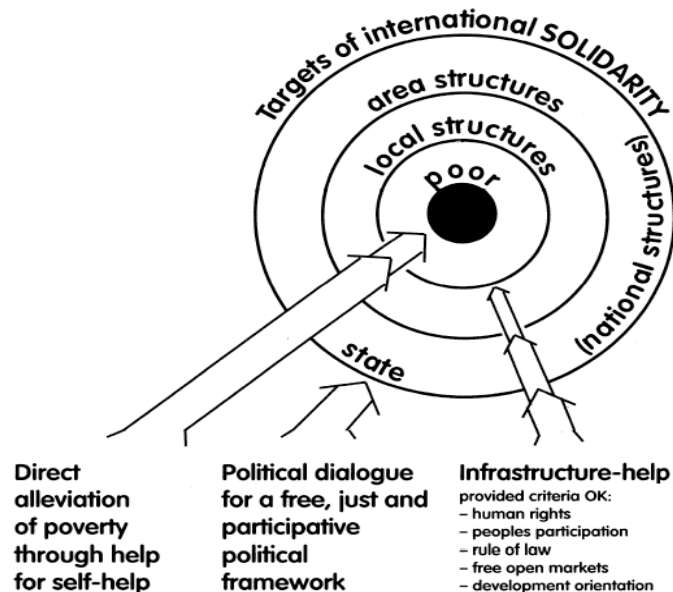 Targets of international SOLIDARITY
area structures
local structures
poor
(national structures)
state
Direct
alleviation
of poverty
through help
for self-help
Political dialogue
for a free, just and
participative
political
framework
Infrastructure-help
provided criteria OK:
– human rights
– peoples participation
– rule of law
– free open markets
– development orientation